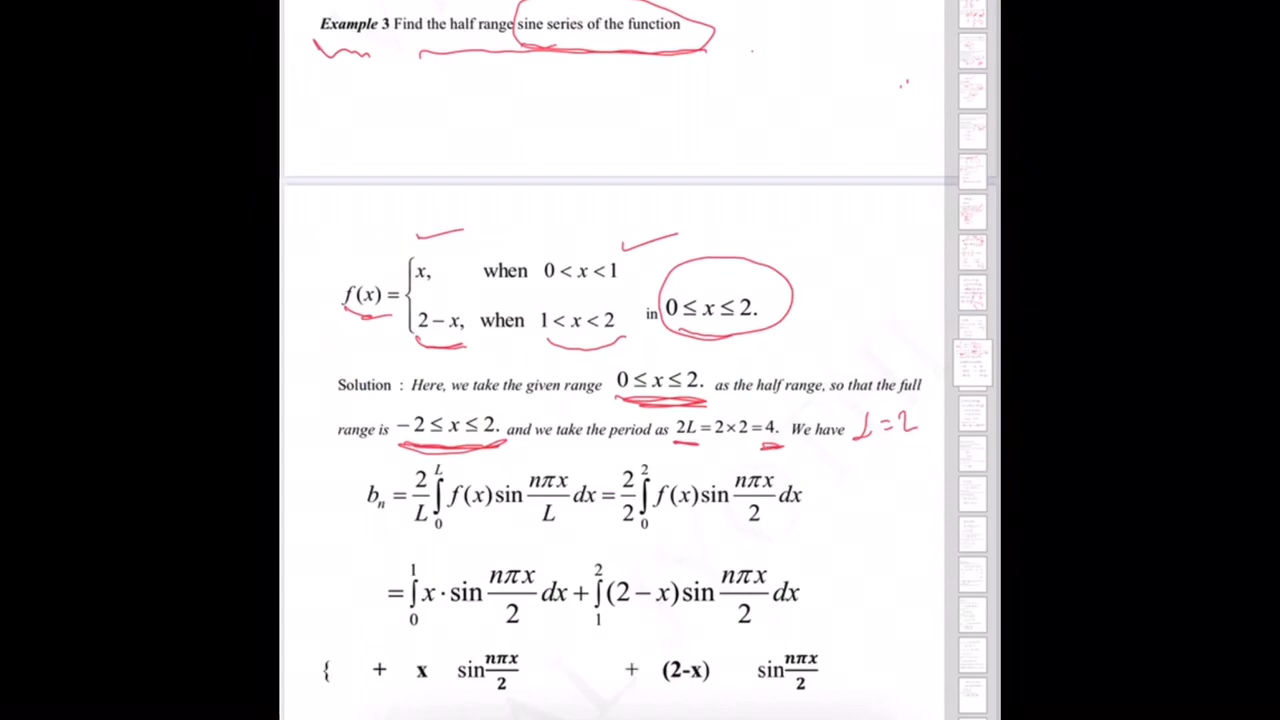 Example 3 Find the half range sine series of the function
f(x) = { x, when 0 < x < 1
2 − x, when 1 < x < 2 in 0 ≤ x ≤ 2.
Solution : Here, we take the given range 0 ≤ x ≤ 2. as the half range, so that the full
range is −2 ≤ x ≤ 2. and we take the period as 2L = 2×2 = 4. We have L = 2
bₙ = 2/L ∫₀ᴸ f(x) sin nπx/L dx = 2/2 ∫₀² f(x) sin nπx/2 dx
= ∫₀¹ x · sin nπx/2 dx + ∫₁² (2 − x) sin nπx/2 dx
{ + x sin nπx/2 + (2-x) sin nπx/2